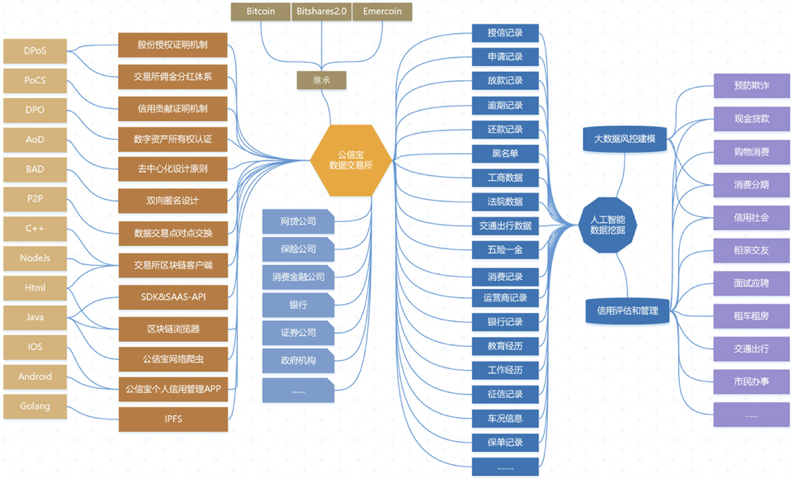 Bitcoin
Bitshares2.0
Emercoin
继承
公信宝
数据交易所
DPoS
PoCS
DPO
AoD
BAD
P2P
C++
NodeJs
Html
Java
IOS
Android
Golang
股份授权证明机制
交易所佣金分红体系
信用贡献证明机制
数字资产所有权认证
去中心化设计原则
双向匿名设计
数据交易点对点交换
交易所区块链客户端
SDK&SAAS-API
区块链浏览器
公信宝网络爬虫
公信宝个人信用管理APP
IPFS
网贷公司
保险公司
消费金融公司
银行
证券公司
政府机构
......
授信记录
申请记录
放款记录
逾期记录
还款记录
黑名单
工商数据
法院数据
交通出行数据
五险一金
消费记录
运营商记录
银行记录
教育经历
工作经历
征信记录
车况信息
保单记录
.......
人工智能
数据挖掘
大数据风控建模
信用评估和管理
预防欺诈
现金贷款
购物消费
消费分期
信用社会
相亲交友
面试应聘
租车租房
交通出行
市民办事
......